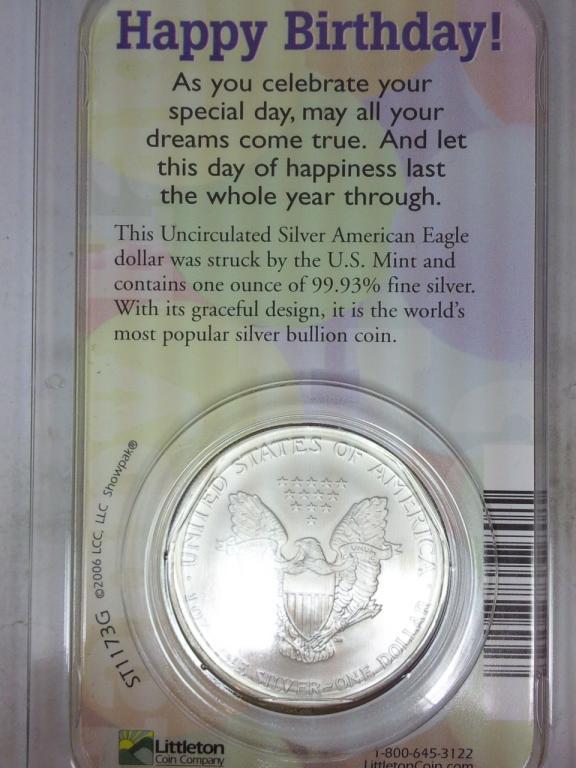 Happy Birthday!
As you celebrate your
special day, may all your
dreams come true. And let
this day of happiness last
the whole year through.
This Uncirculated Silver American Eagle
dollar was struck by the U.S. Mint and
contains one ounce of 99.93% fine silver.
With its graceful design, it is the world's
most popular silver bullion coin.
UNITED STATES OF AMERICA
UNUM
SILVER~ONE DOLLAR
ST1173G ©2006 LCC, LLC Showpak®
Littleton
Coin Company
1-800-645-3122
LittletonCoin.com